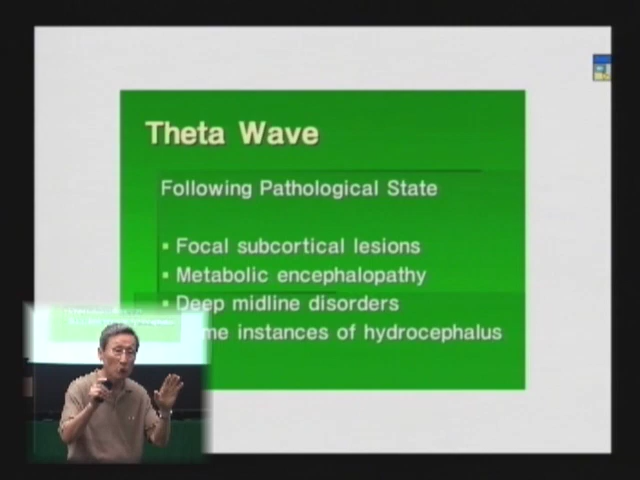 Theta Wave
Following Pathological State
▪ Focal subcortical lesions
▪ Metabolic encephalopathy
▪ Deep midline disorders
instances of hydrocephalus